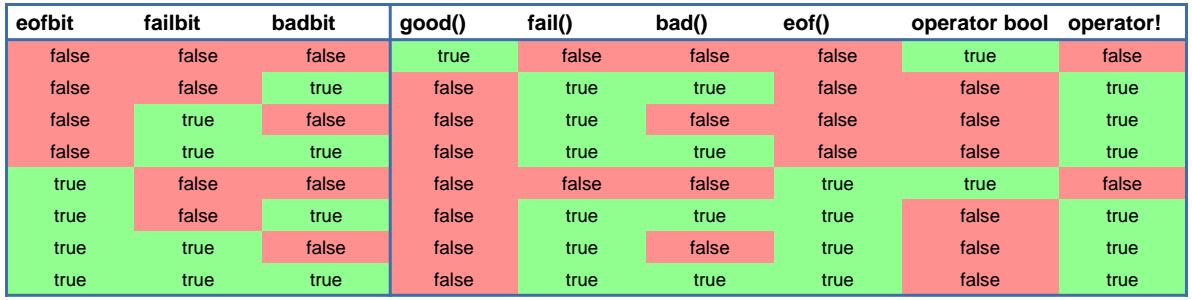 eofbit failbit badbit good() fail() bad() eof() operator bool operator!
false false false true false false false true false
false false true false true true false false true
false true false false true false false false true
false true true false true true false false true
true false false false false false true true false
true false true false true true true false true
true true false false true false true false true
true true true false true true true false true